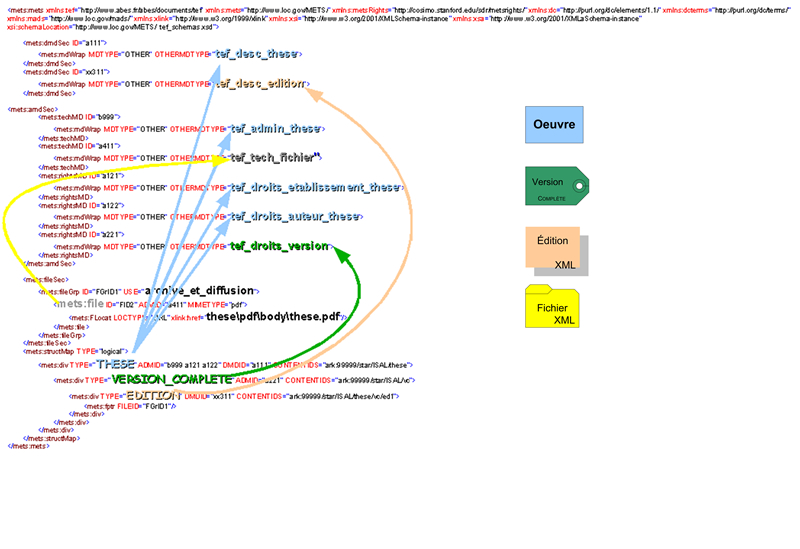 <mets:mets xmlns:tef="http://www.abes.fr/abes/documents/tef" xmlns:mets="http://www.loc.gov/METS/" xmlns:metsRights="http://cosimo.stanford.edu/sdr/metsrights/" xmlns:dc="http://purl.org/dc/elements/1.1/" xmlns:dcterms="http://purl.org/dc/terms/"
xmlns:mads="http://www.loc.gov/mads/" xmlns:xlink="http://www.w3.org/1999/xlink" xmlns:xsi="http://www.w3.org/2001/XMLSchema-instance" xmlns:xsa="http://www.w3.org/2001/XMLaSchema-instance"
xsi:schemaLocation="http://www.loc.gov/METS/ tef_schemas.xsd">
<mets:dmdSec ID="a111">
<mets:mdWrap MDTYPE="OTHER" OTHERMDTYPE="tef_desc_these>
</mets:dmdSec>
<mets:dmdSec ID="xx311">
<mets:mdWrap MDTYPE="OTHER" OTHERMDTYPE="tef_desc_edition>
</mets:dmdSec>
<mets:amdSec>
<mets:techMD ID="b999">
<mets:mdWrap MDTYPE="OTHER" OTHERMDTYPE="tef_admin_these>
</mets:techMD>
<mets:techMD ID="a411">
<mets:mdWrap MDTYPE="OTHER" OTHERMDT tef_tech_fichier">
</mets:techMD>
<mets:rightsMD ID="a121">
<mets:mdWrap MDTYPE="OTHER" OTHERMDTYPE="tef_droits_etablissement_these>
</mets:rightsMD>
<mets:rightsMD ID="a122">
<mets:mdWrap MDTYPE="OTHER" OTHERMDTYPE="tef_droits_auteur_these>
</mets:rightsMD>
<mets:rightsMD ID="a221">
<mets:mdWrap MDTYPE="OTHER" OTHERMDTYPE="tef_droits_version>
</mets:rightsMD>
</mets:amdSec>
<mets:fileSec>
<mets:fileGrp ID="FGrID1" USE="archive_et_diffusion
mets:file ID="FID2" ADMID="a411" MIMETYPE="pdf">
<mets:FLocat LOCTYPE="URL" xlink:href="these\pdf\body\these.pdf"/>
</mets:file>
</mets:fileGrp>
</mets:fileSec>
<mets:structMap TYPE="logical">
<mets:div TYPE="THESE ADMID="b999 a121 a122" DMDID="a111" CONTENTIDS="ark:99999/star/ISAL/these">
<mets:div TYPE="VERSION_COMPLETE ADMID="a221" CONTENTIDS="ark:99999/star/ISAL/vc">
<mets:div TYPE="EDITION DMDID="xx311" CONTENTIDS="ark:99999/star/ISAL/these/vc/ed1">
<mets:fptr FILEID="FGrID1"/>
</mets:div>
</mets:div>
</mets:div>
</mets:structMap>
</mets:mets>
Oeuvre
Version
COMPLÈTE
Édition
XML
Fichier
XML